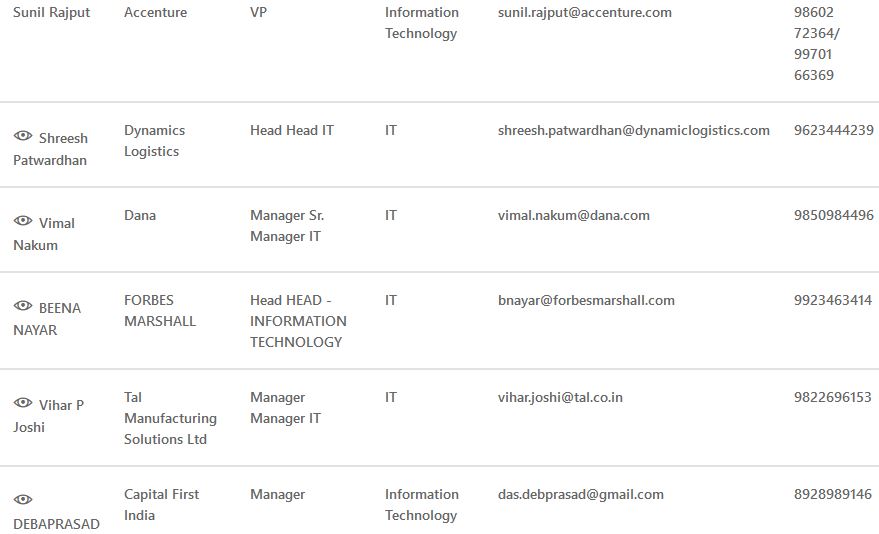 Sunil Rajput Accenture VP Information Technology sunil.rajput@accenture.com 98602 72364/ 99701 66369
Shreesh Patwardhan Dynamics Logistics Head Head IT IT shreesh.patwardhan@dynamiclogistics.com 9623444239
Vimal Nakum Dana Manager Sr. Manager IT IT vimal.nakum@dana.com 9850984496
BEENA NAYAR FORBES MARSHALL Head HEAD - INFORMATION TECHNOLOGY IT bnayar@forbesmarshall.com 9923463414
Vihar P Joshi Tal Manufacturing Solutions Ltd Manager Manager IT IT vihar.joshi@tal.co.in 9822696153
DEBAPRASAD Capital First India Manager Information Technology das.debprasad@gmail.com 8928989146